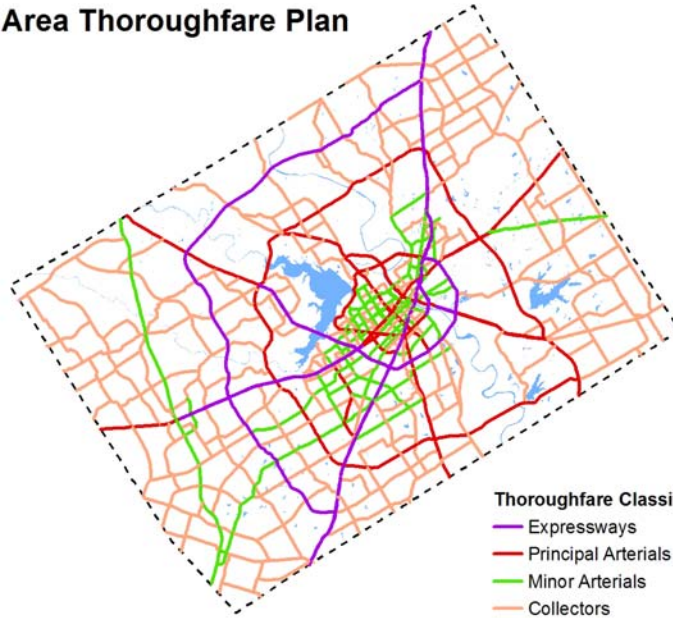 Area Thoroughfare Plan
Thoroughfare Classi
Expressways
Principal Arterials
Minor Arterials
Collectors